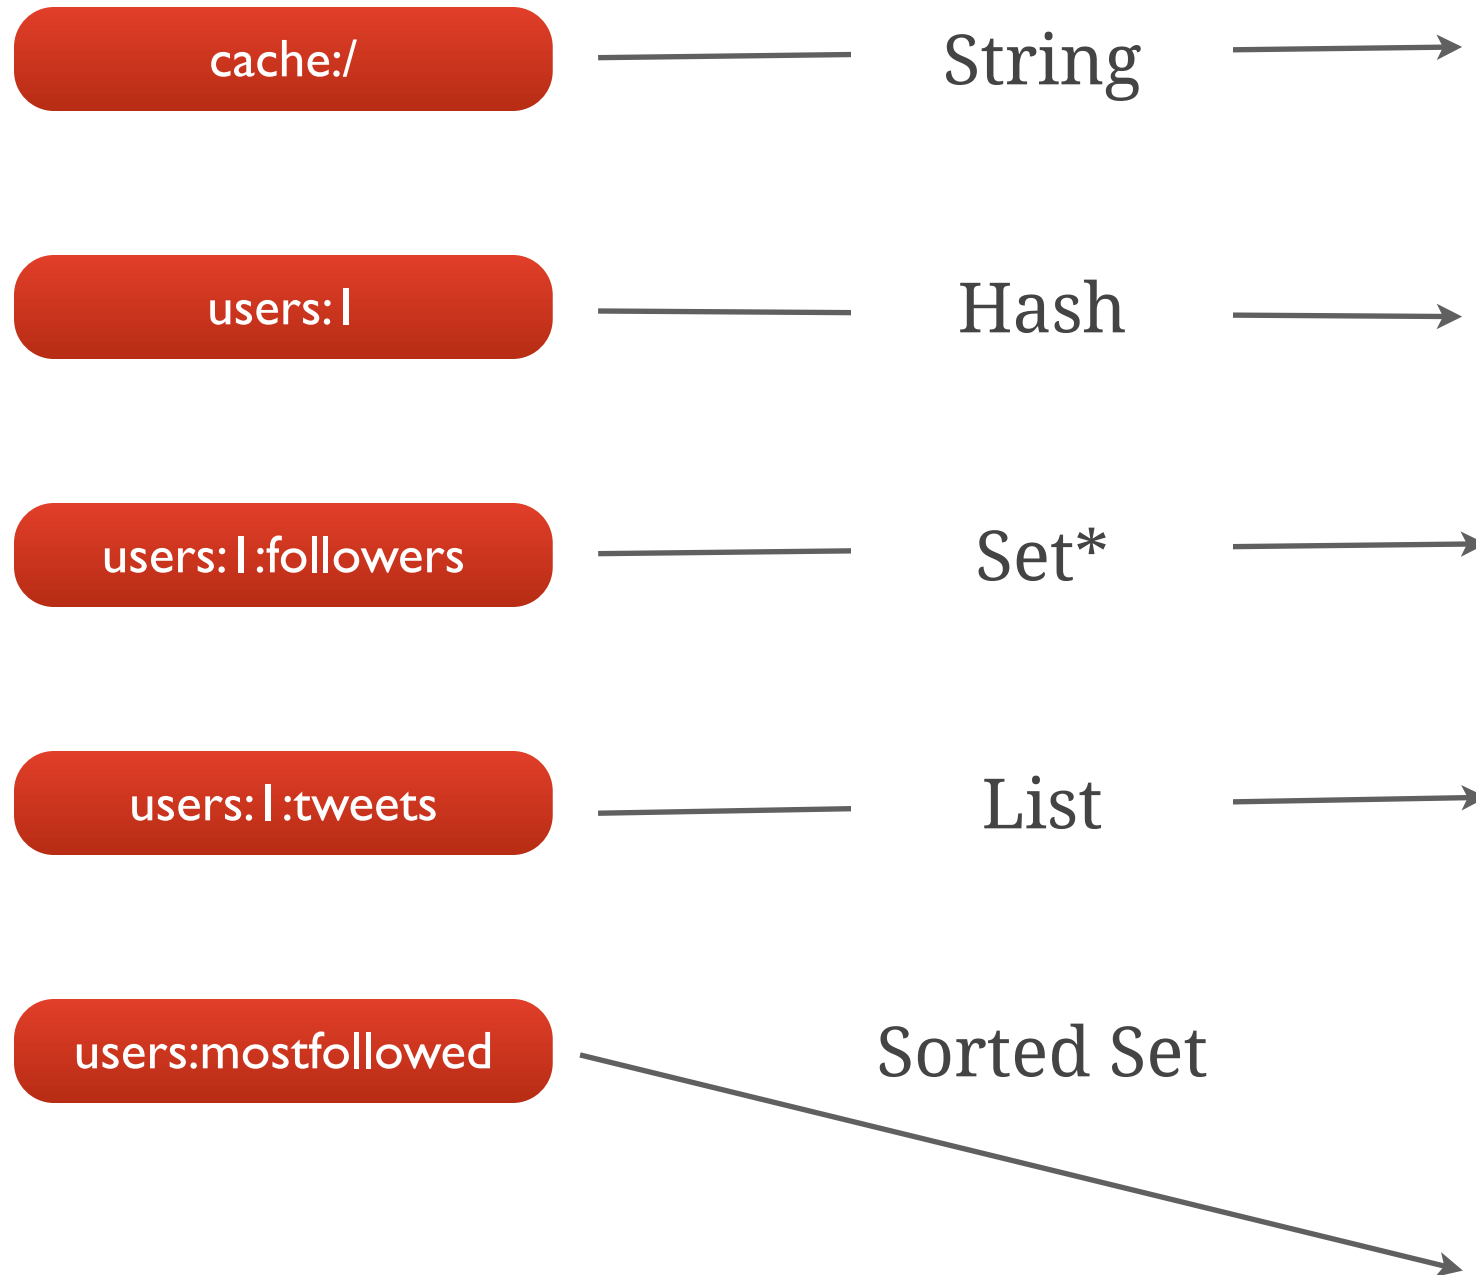 cache:/
String
users:1
Hash
users:1:followers
Set*
users:1:tweets
List
users:mostfollowed
Sorted Set